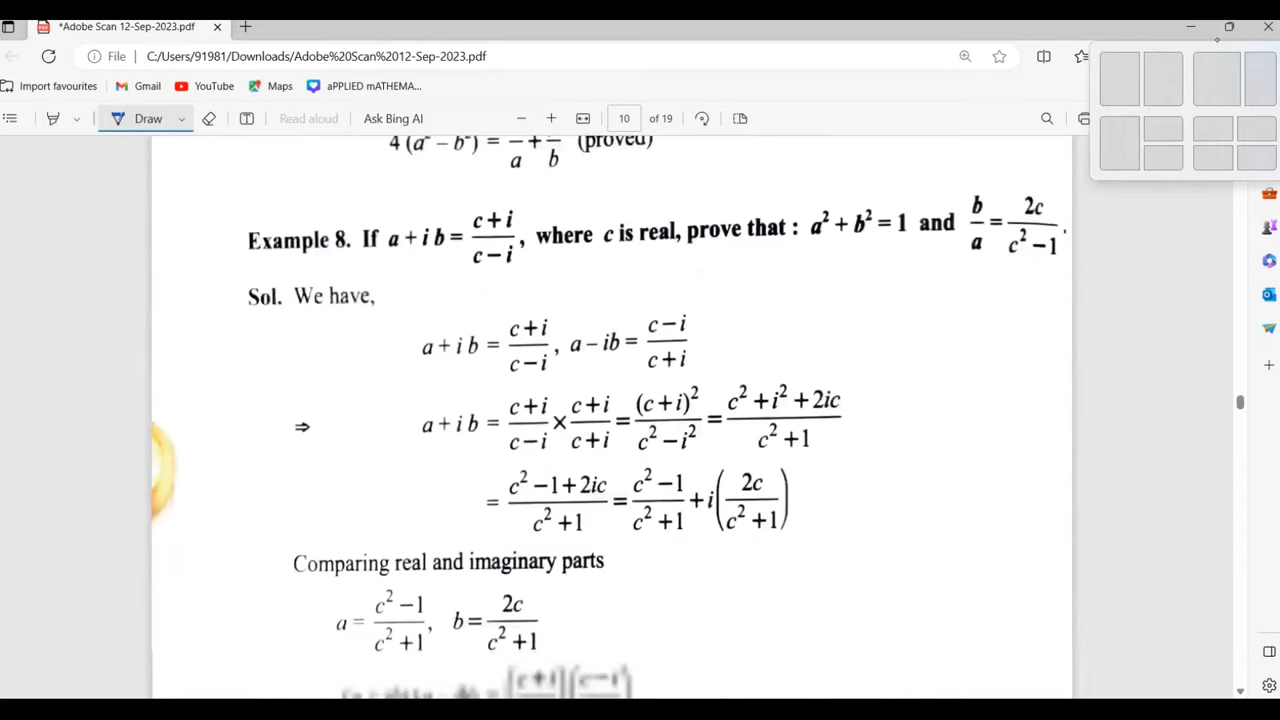 *Adobe Scan 12-Sep-2023.pdf
File C:/Users/91981/Downloads/Adobe%20Scan%2012-Sep-2023.pdf
Import favourites Gmail YouTube Maps aPPLIED mATHEMA...
Draw Read aloud Ask Bing AI 10 of 19
4 (a² – b²) = x/a + y/b (proved)
Example 8. If a + i b = (c + i)/(c – i), where c is real, prove that : a² + b² = 1 and b/a = 2c/(c² – 1).
Sol. We have,
a + i b = (c + i)/(c – i), a – ib = (c – i)/(c + i)
⇒ a + i b = (c + i)/(c – i) × (c + i)/(c + i) = (c + i)²/(c² – i²) = (c² + i² + 2ic)/(c² + 1)
= (c² – 1 + 2ic)/(c² + 1) = (c² – 1)/(c² + 1) + i(2c/(c² + 1))
Comparing real and imaginary parts
a = (c² – 1)/(c² + 1), b = 2c/(c² + 1)